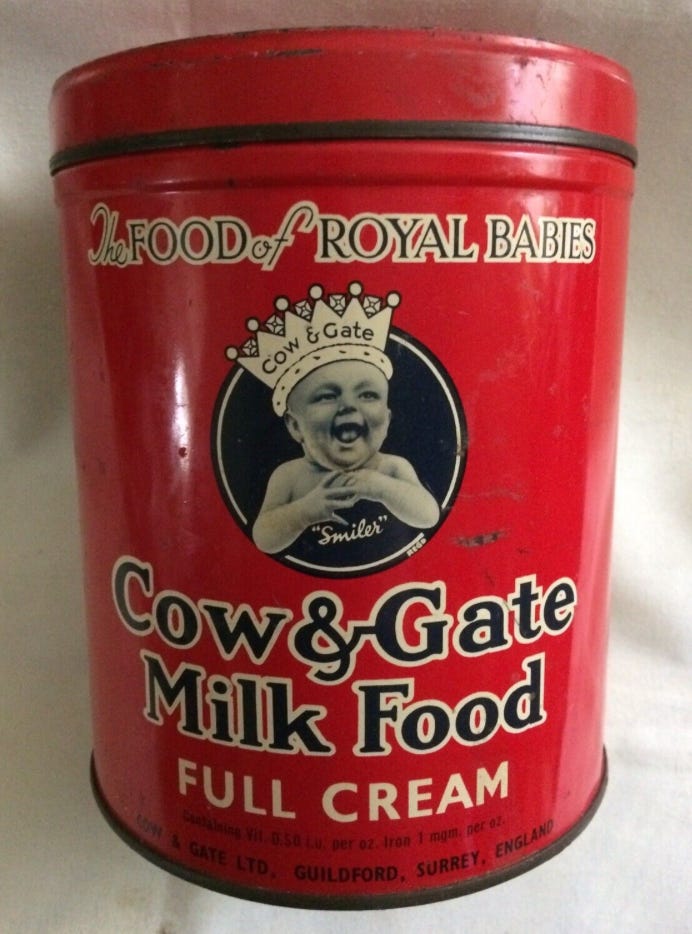 The FOOD of ROYAL BABIES
Cow & Gate
"Smiler"
REGD
Cow & Gate
Milk Food
FULL CREAM
Containing Vit. D.50 i.u. per oz. Iron 1 mgm. per oz.
COW & GATE LTD. GUILDFORD, SURREY, ENGLAND